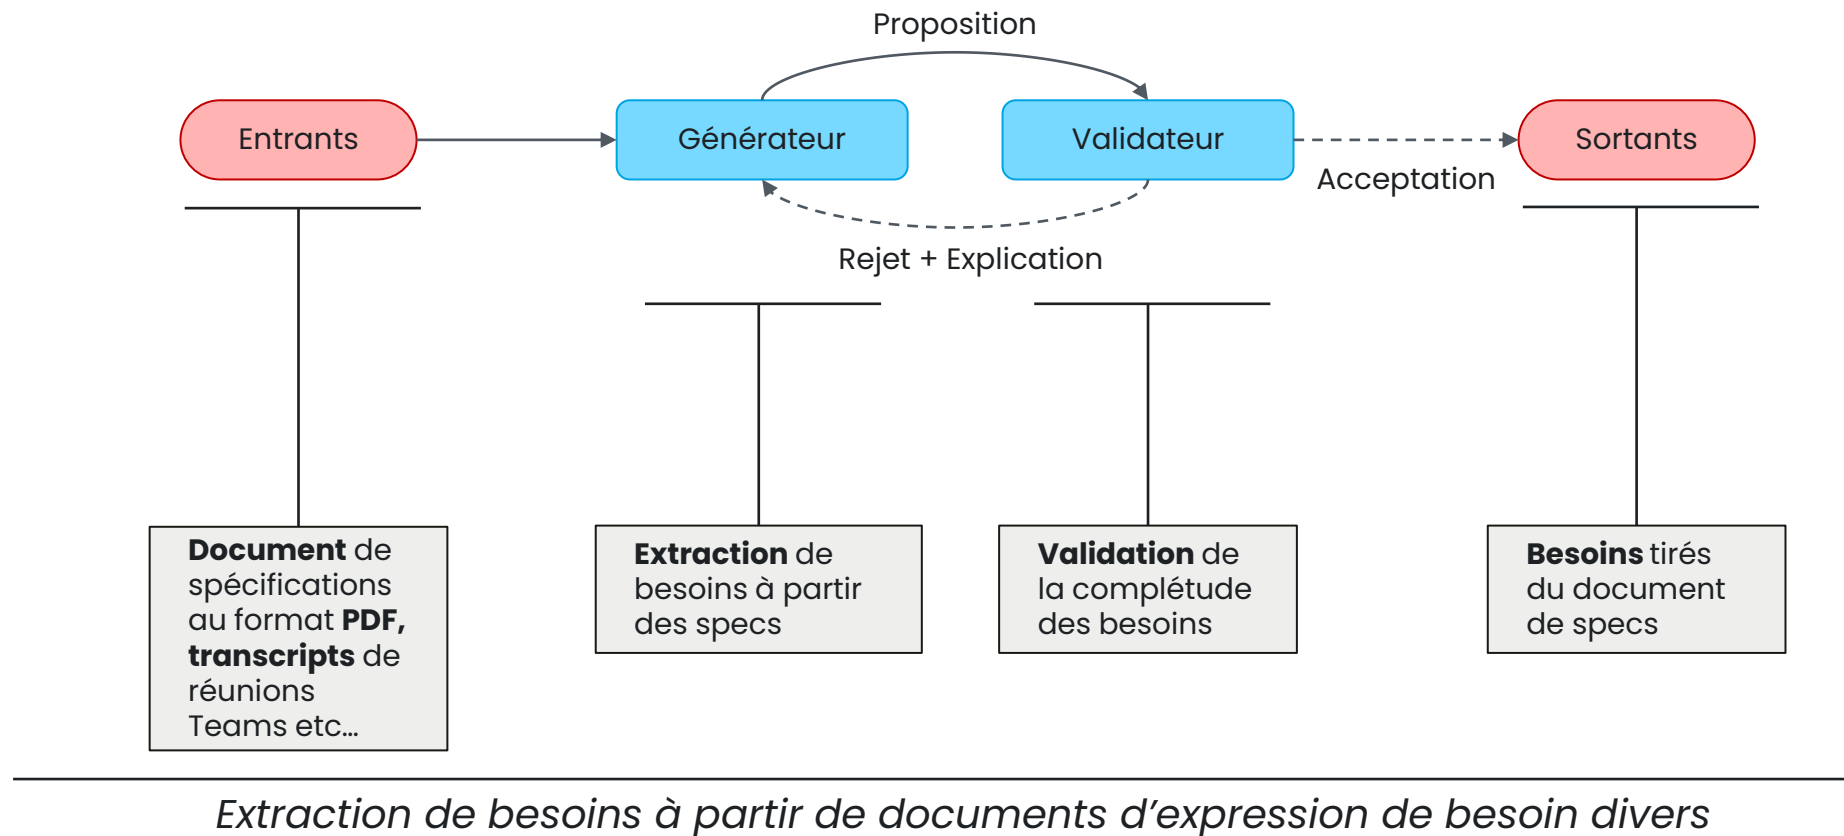 Proposition
Entrants
Générateur
Validateur
Sortants
Acceptation
Rejet + Explication
Document de
spécifications
au format PDF,
transcripts de
réunions
Teams etc…
Extraction de
besoins à partir
des specs
Validation de
la complétude
des besoins
Besoins tirés
du document
de specs
Extraction de besoins à partir de documents d’expression de besoin divers